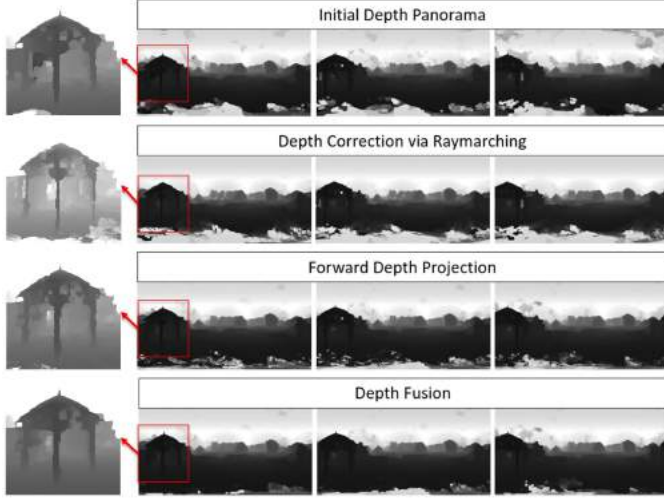 Initial Depth Panorama
Depth Correction via Raymarching
Forward Depth Projection
Depth Fusion